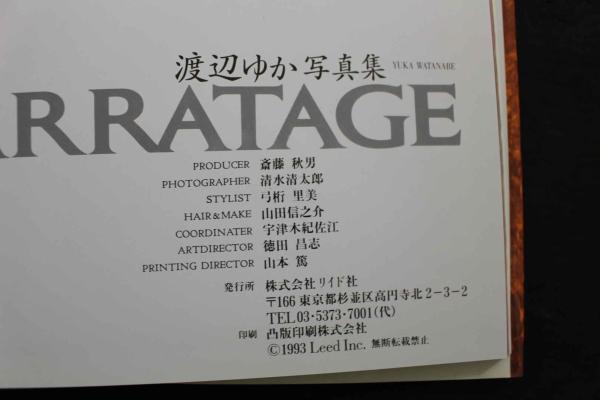 渡辺ゆか写真集 YUKA WATANABE
RRATAGE
PRODUCER 斎藤 秋男
PHOTOGRAPHER 清水清太郎
STYLIST 弓桁 里美
HAIR&MAKE 山田信之介
COORDINATER 宇津木紀佐江
ARTDIRECTOR 徳田 昌志
PRINTING DIRECTOR 山本 篤
発行所 株式会社リイド社
〒166 東京都杉並区高円寺北2-3-2
TEL03・5373・7001(代)
印刷 凸版印刷株式会社
©1993 Leed Inc. 無断転載禁止